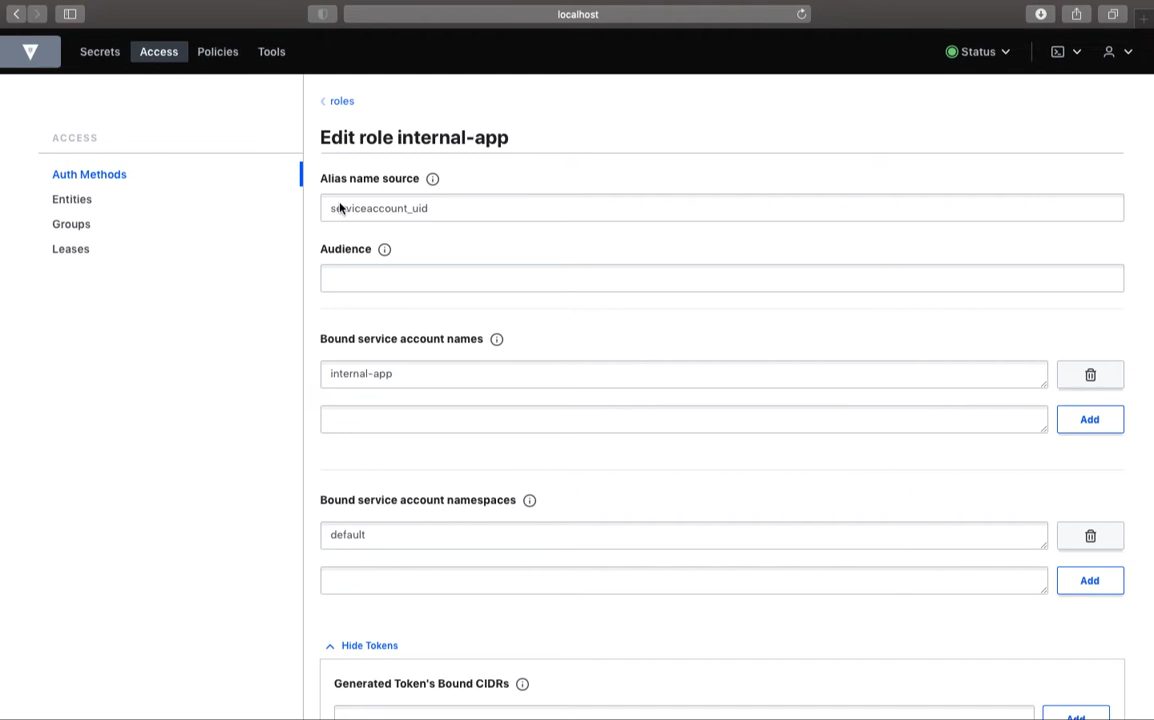 localhost
Secrets Access Policies Tools Status
roles
ACCESS
Edit role internal-app
Auth Methods
Entities
Groups
Leases
Alias name source
serviceaccount_uid
Audience
Bound service account names
internal-app
Add
Bound service account namespaces
default
Add
Hide Tokens
Generated Token's Bound CIDRs
Add